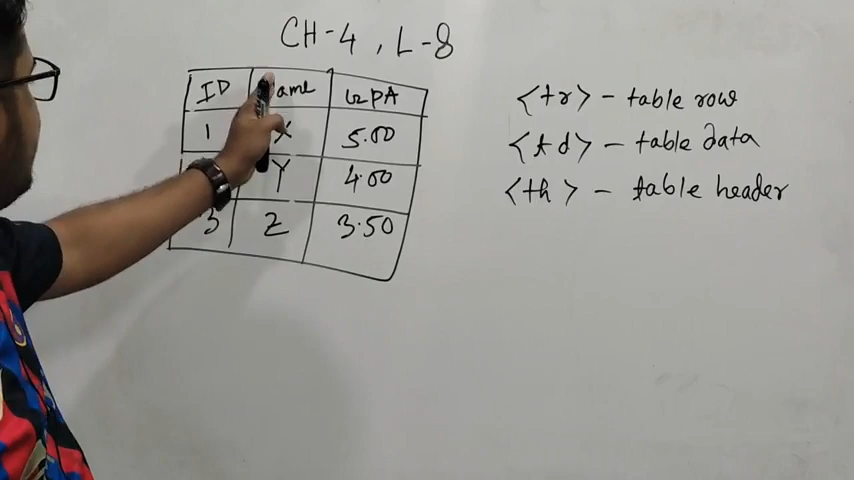 CH-4, L-8
ID Name GPA
1 X 5.00
Y 4.00
3 Z 3.50
<tr> - table row
<td> - table data
<th> - table header